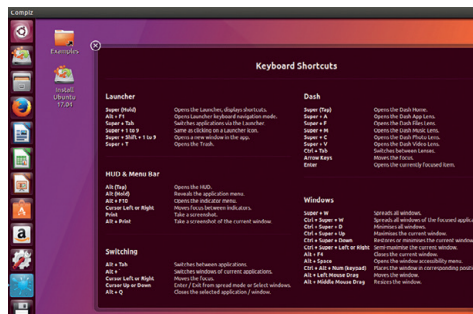 Compiz
Examples
Install
Ubuntu
17.04
Keyboard Shortcuts
Launcher
Super (Hold) Opens the Launcher, displays shortcuts.
Alt + F1 Opens Launcher keyboard navigation mode.
Super + Tab Switches applications via the Launcher
Super + 1 to 9 Same as clicking on a Launcher icon.
Super + Shift + 1 to 9 Opens a new window in the app.
Super + T Opens the Trash.
HUD & Menu Bar
Alt (Tap) Opens the HUD.
Alt (Hold) Reveals the application menu.
Alt + F10 Opens the indicator menu.
Cursor Left or Right Moves focus between indicators.
Print Take a screenshot.
Alt + Print Take a screenshot of the current window.
Switching
Alt + Tab Switches between applications.
Alt + ` Switches windows of current applications.
Cursor Left or Right Moves the focus.
Cursor Up or Down Enter / Exit from spread mode or Select windows.
Alt + Q Closes the selected application / window.
Dash
Super (Tap) Opens the Dash Home.
Super + A Opens the Dash App Lens.
Super + F Opens the Dash Files Lens.
Super + M Opens the Dash Music Lens.
Super + C Opens the Dash Photo Lens.
Super + V Opens the Dash Video Lens.
Ctrl + Tab Switches between Lenses.
Arrow Keys Moves the focus.
Enter Opens the currently focused item.
Windows
Super + W Spreads all windows.
Ctrl + Super + W Spreads all windows of the focused applica
Ctrl + Super + D Minimises all windows.
Ctrl + Super + Up Maximises the current window.
Ctrl + Super + Down Restores or minimises the current window
Ctrl + Super + Left or Right Semi-maximise the current window.
Alt + F4 Closes the current window.
Alt + Space Opens the window accessibility menu.
Ctrl + Alt + Num (keypad) Places the window in corresponding positi
Alt + Left Mouse Drag Moves the window.
Alt + Middle Mouse Drag Resizes the window.